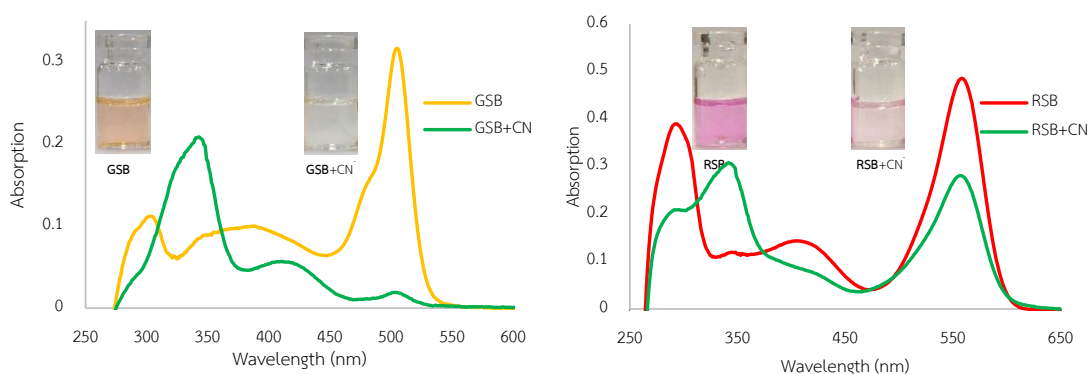 0.3
0.2
0.1
0
250
300
350
400
450
500
550
600
Absorption
Wavelength (nm)
GSB
GSB+CN
GSB
GSB+CN-
0.6
0.5
0.4
0.3
0.2
0.1
0
250
350
450
550
650
Absorption
Wavelength (nm)
RSB
RSB+CN
RSB
RSB+CN-